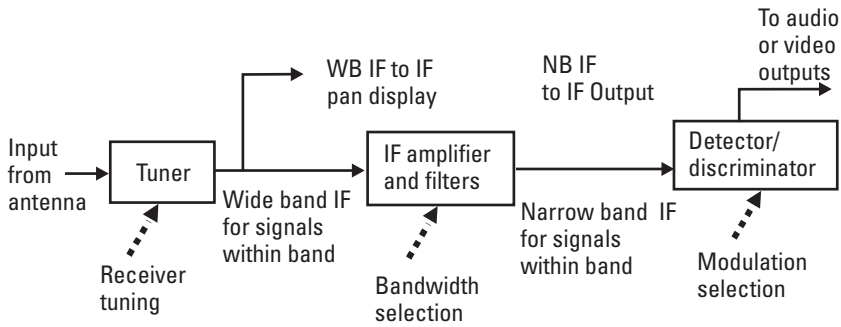 To audio
or video
outputs
WB IF to IF
pan display
NB IF
to IF Output
Input
from
antenna
Tuner
IF amplifier
and filters
Detector/
discriminator
Wide band IF
for signals
within band
Narrow band IF
for signals
within band
Receiver
tuning
Bandwidth
selection
Modulation
selection